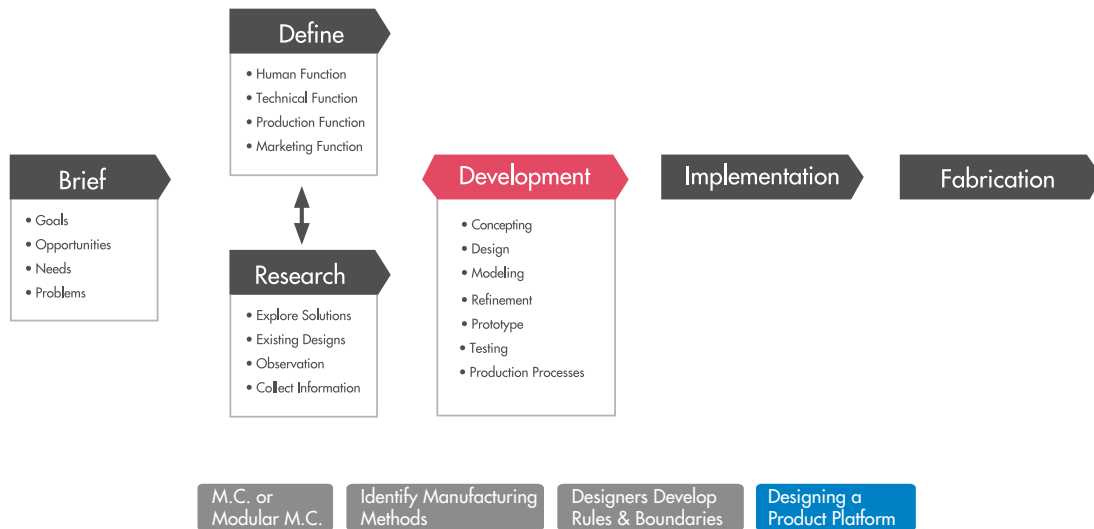 Brief
• Goals
• Opportunities
• Needs
• Problems
Define
• Human Function
• Technical Function
• Production Function
• Marketing Function
Research
• Explore Solutions
• Existing Designs
• Observation
• Collect Information
Development
• Concepting
• Design
• Modeling
• Refinement
• Prototype
• Testing
• Production Processes
Implementation
Fabrication
M.C. or
Modular M.C.
Identify Manufacturing
Methods
Designers Develop
Rules & Boundaries
Designing a
Product Platform